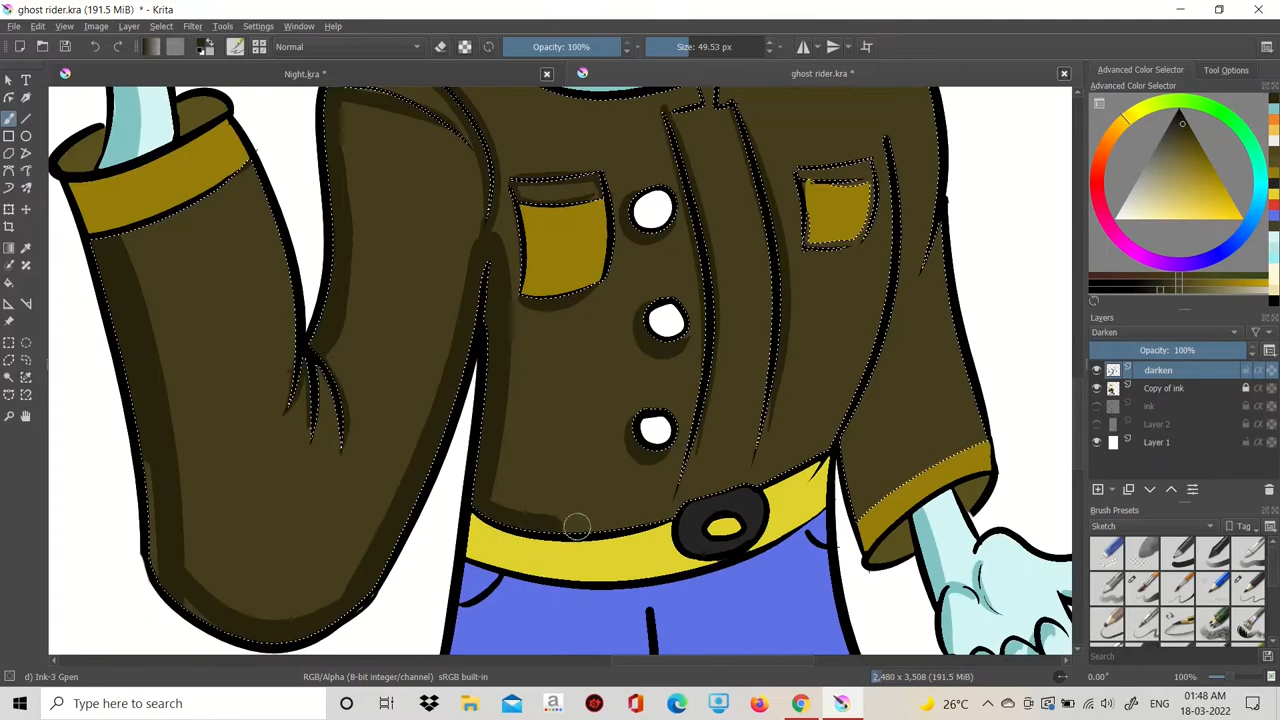 ghost rider.kra (191.5 MiB) * - Krita
File Edit View Image Layer Select Filter Tools Settings Window Help
Normal Opacity: 100% Size: 49.53 px
Night.kra * ghost rider.kra *
Advanced Color Selector Tool Options
Advanced Color Selector
Layers
Darken
Opacity: 100%
darken
Copy of ink
ink
Layer 2
Layer 1
Brush Presets
Sketch Tag
Search
d) Ink-3 Gpen RGB/Alpha (8-bit integer/channel) sRGB built-in 2,480 x 3,508 (191.5 MiB) 0.00° 100%
Type here to search 26°C ENG 01:48 AM
18-03-2022